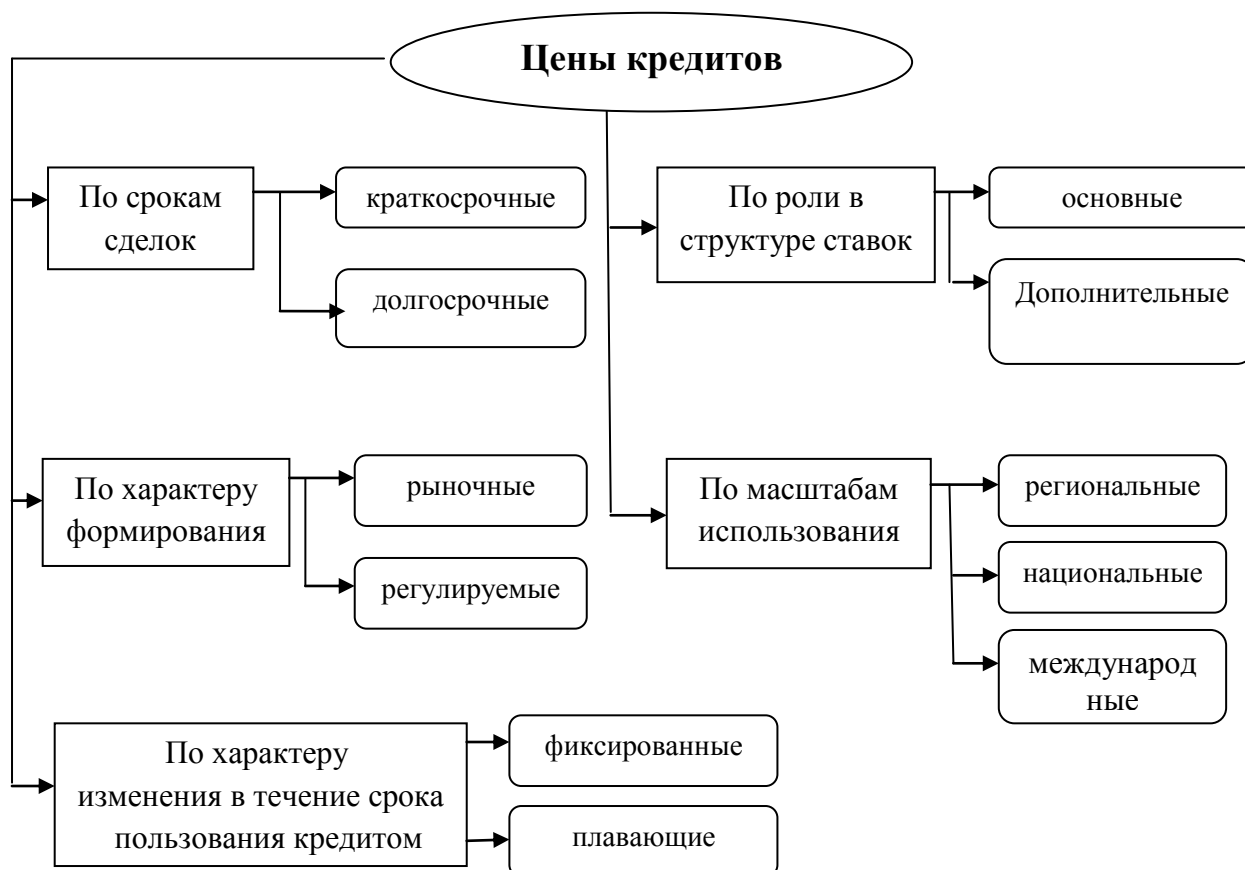 Цены кредитов
По срокам
сделок
краткосрочные
долгосрочные
По роли в
структуре ставок
основные
Дополнительные
По характеру
формирования
рыночные
регулируемые
По масштабам
использования
региональные
национальные
международ
ные
По характеру
изменения в течение срока
пользования кредитом
фиксированные
плавающие